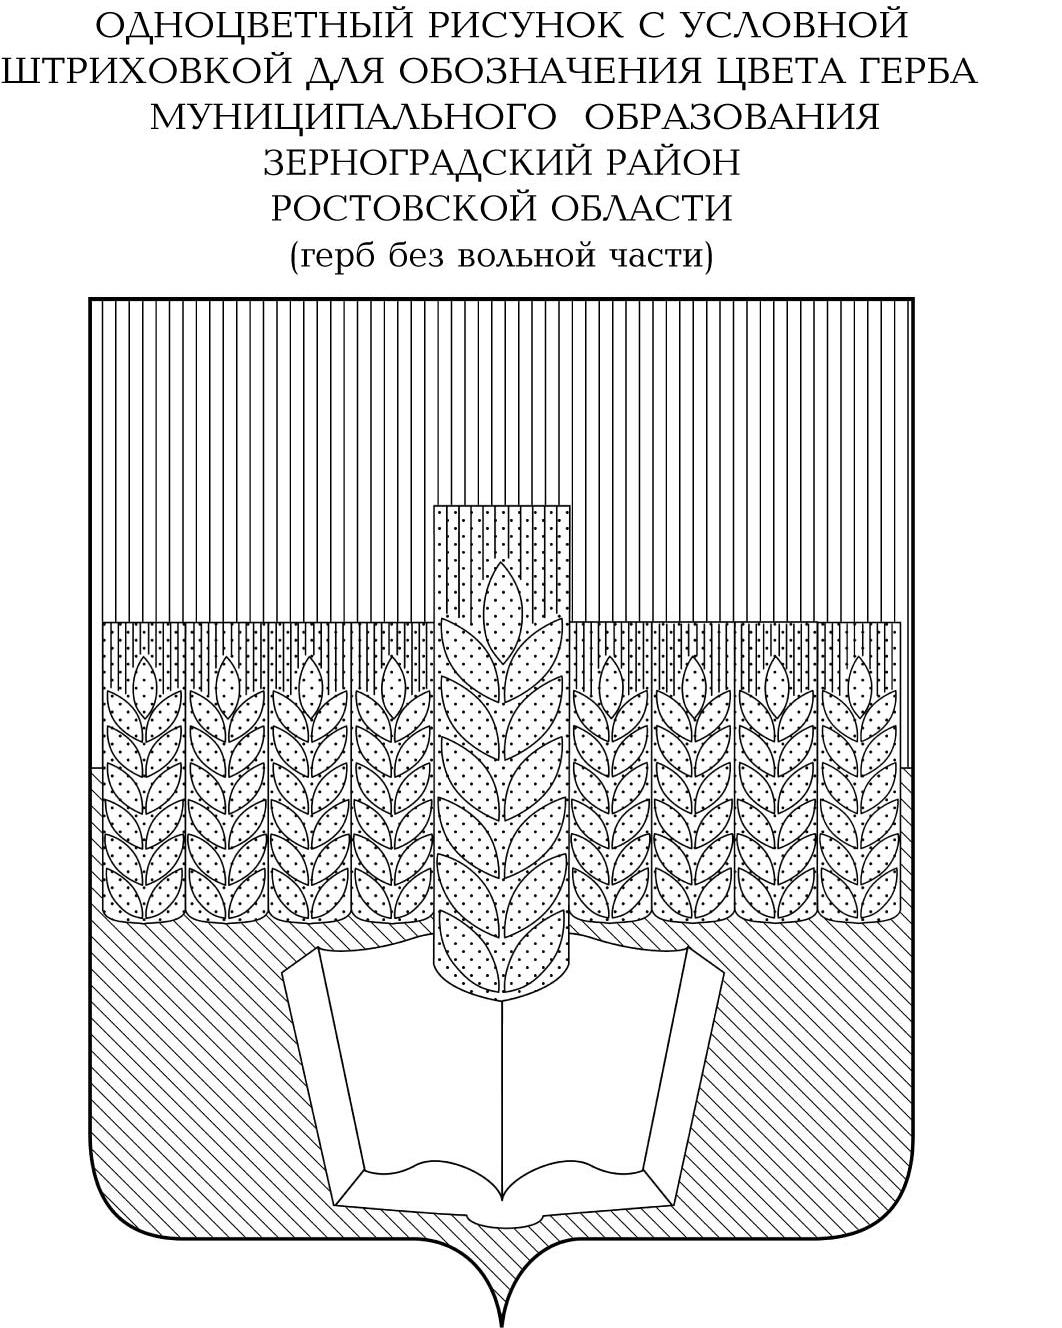 ОДНОЦВЕТНЫЙ РИСУНОК С УСЛОВНОЙ
ШТРИХОВКОЙ ДЛЯ ОБОЗНАЧЕНИЯ ЦВЕТА ГЕРБА
МУНИЦИПАЛЬНОГО ОБРАЗОВАНИЯ
ЗЕРНОГРАДСКИЙ РАЙОН
РОСТОВСКОЙ ОБЛАСТИ
(герб без вольной части)